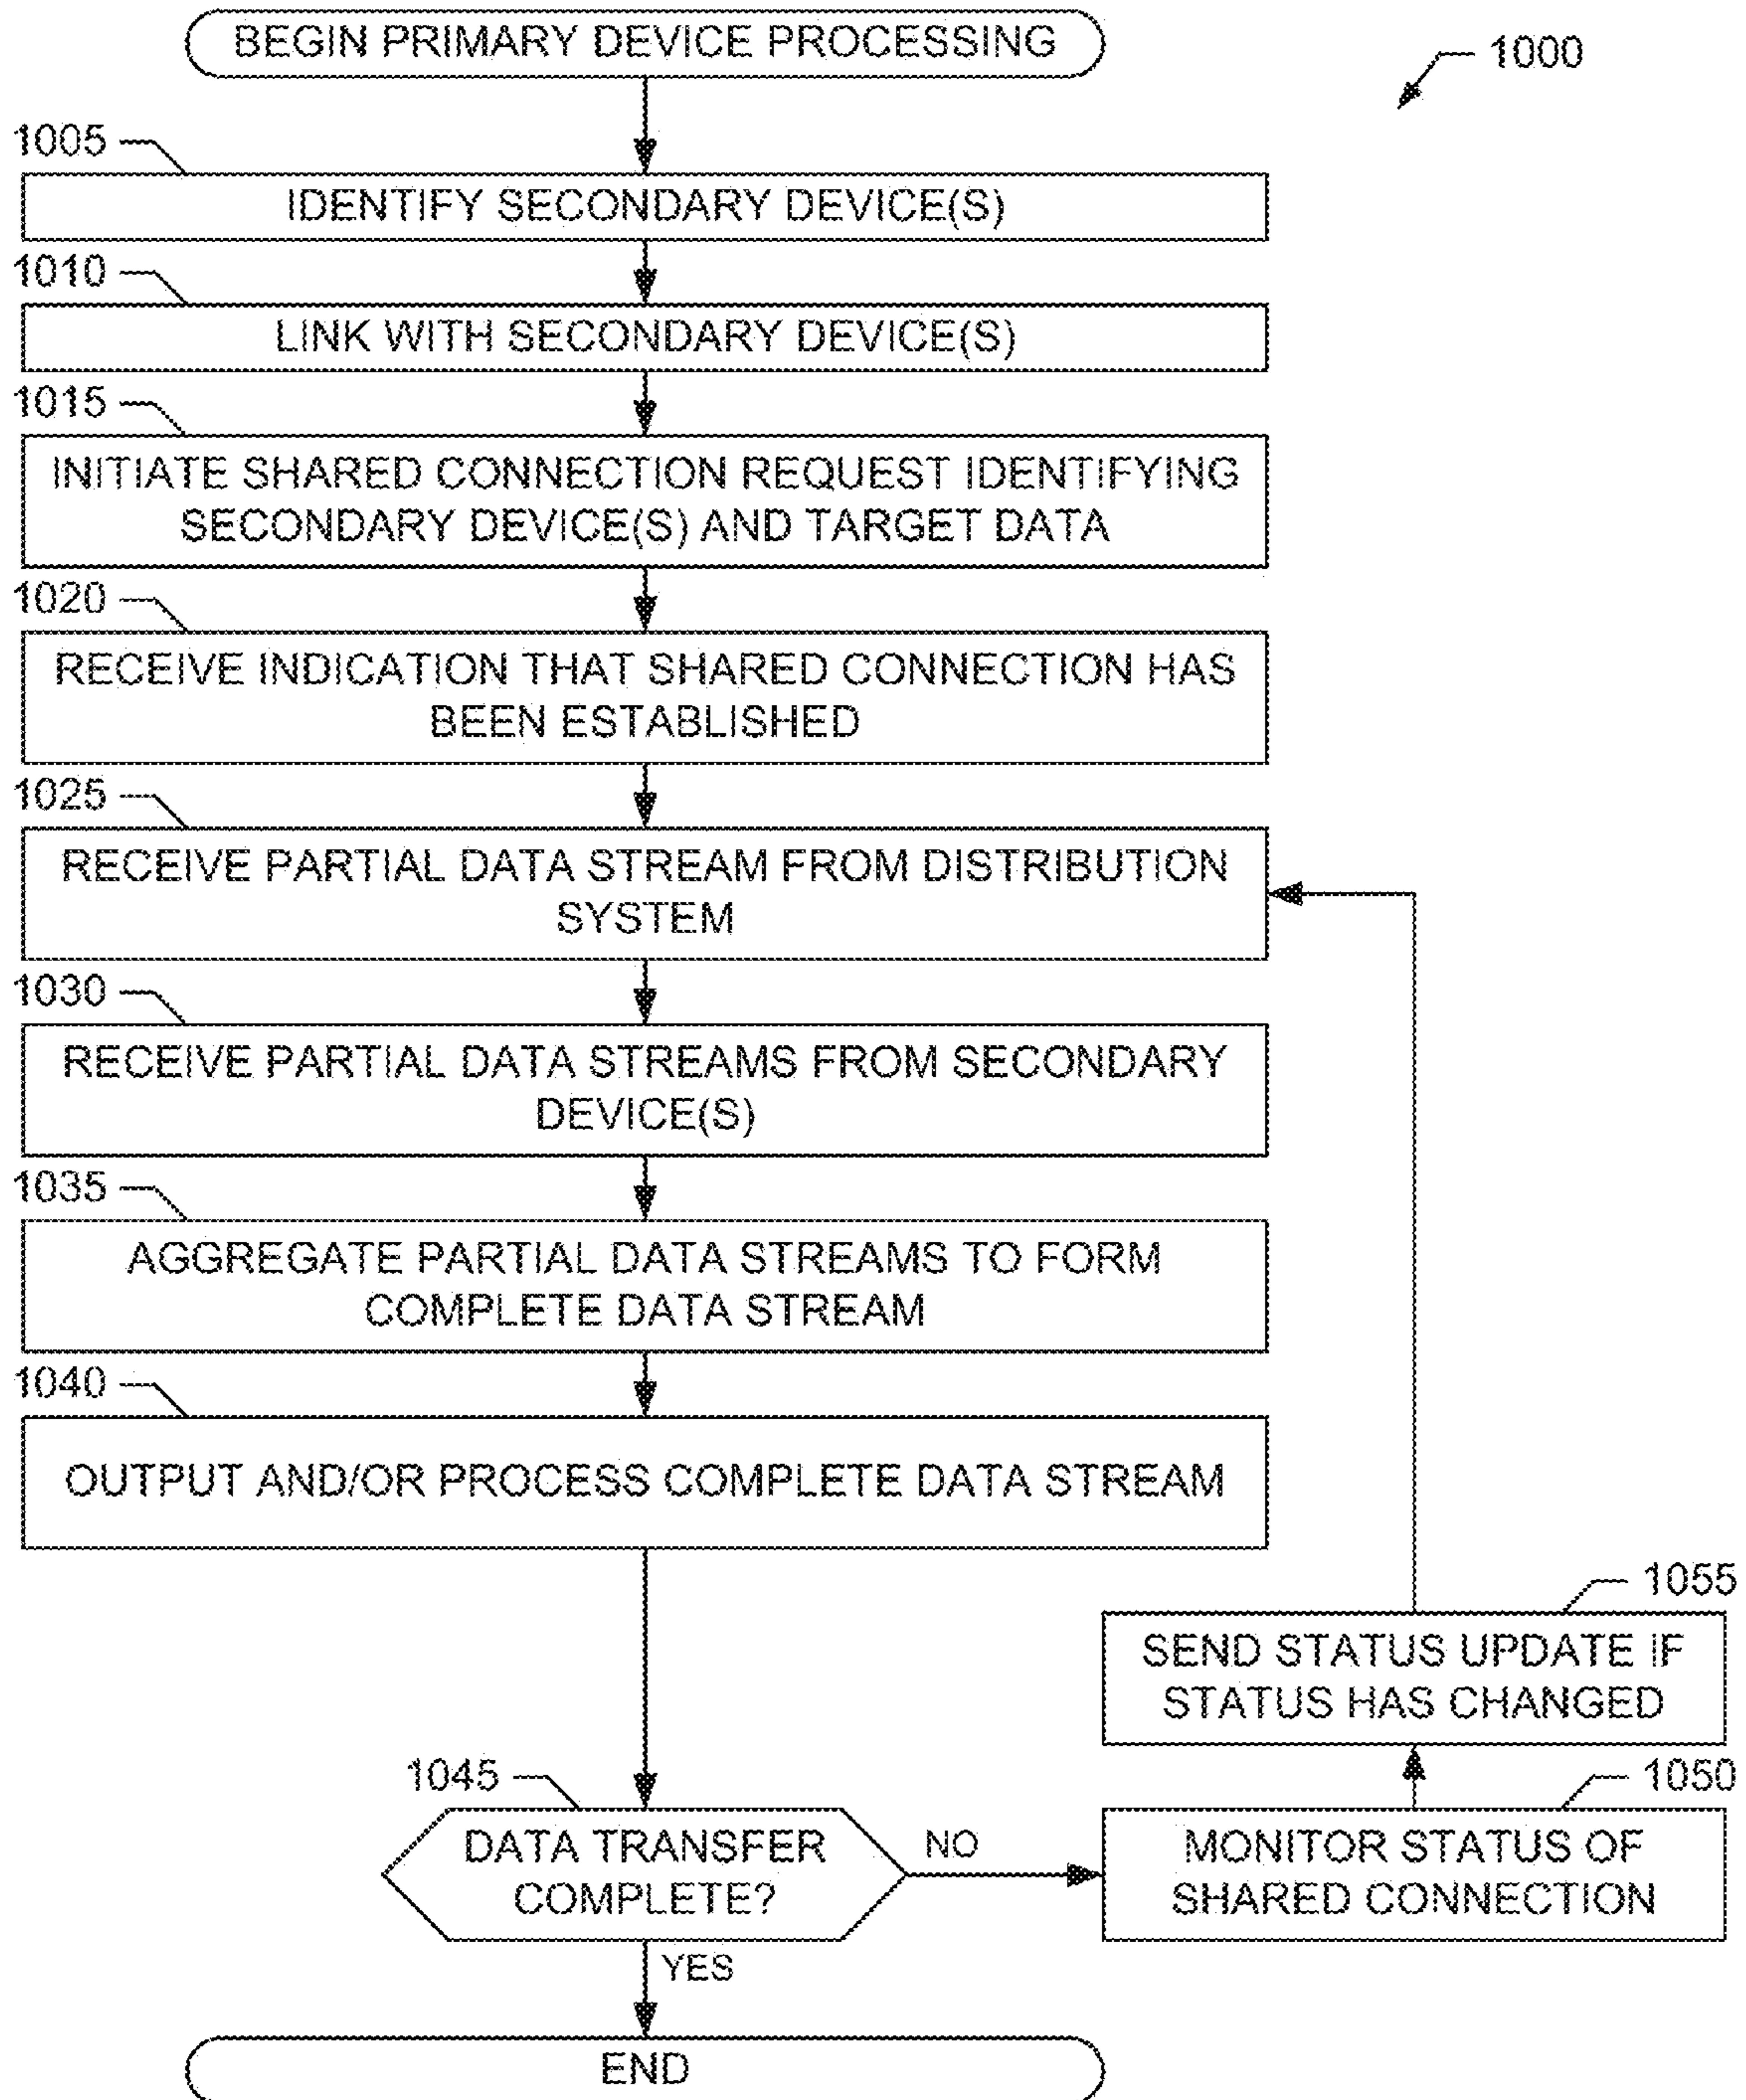 BEGIN PRIMARY DEVICE PROCESSING
1000
1005
IDENTIFY SECONDARY DEVICE(S)
1010
LINK WITH SECONDARY DEVICE(S)
1015
INITIATE SHARED CONNECTION REQUEST IDENTIFYING
SECONDARY DEVICE(S) AND TARGET DATA
1020
RECEIVE INDICATION THAT SHARED CONNECTION HAS
BEEN ESTABLISHED
1025
RECEIVE PARTIAL DATA STREAM FROM DISTRIBUTION
SYSTEM
1030
RECEIVE PARTIAL DATA STREAMS FROM SECONDARY
DEVICE(S)
1035
AGGREGATE PARTIAL DATA STREAMS TO FORM
COMPLETE DATA STREAM
1040
OUTPUT AND/OR PROCESS COMPLETE DATA STREAM
1055
SEND STATUS UPDATE IF
STATUS HAS CHANGED
1045
DATA TRANSFER
COMPLETE?
NO
1050
MONITOR STATUS OF
SHARED CONNECTION
YES
END